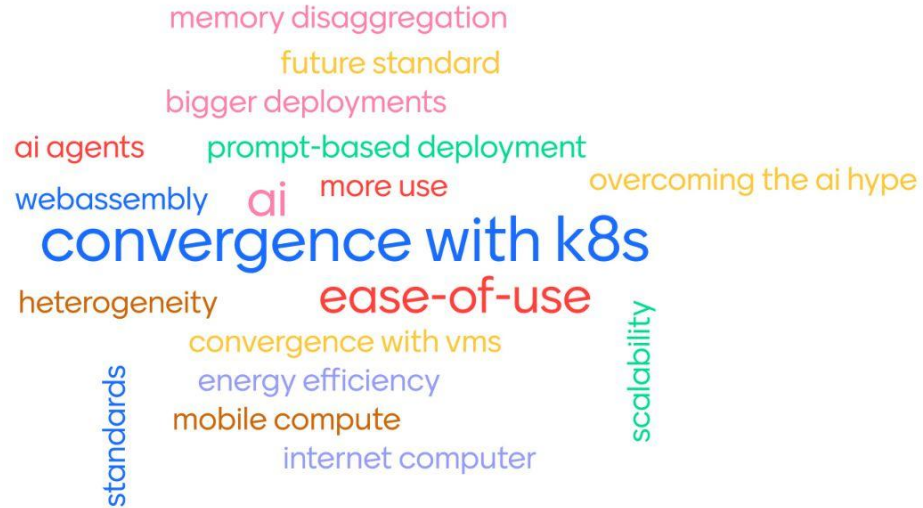 memory disaggregation
future standard
bigger deployments
ai agents
prompt-based deployment
overcoming the ai hype
webassembly
ai
more use
convergence with k8s
heterogeneity
ease-of-use
scalability
convergence with vms
energy efficiency
standards
mobile compute
internet computer